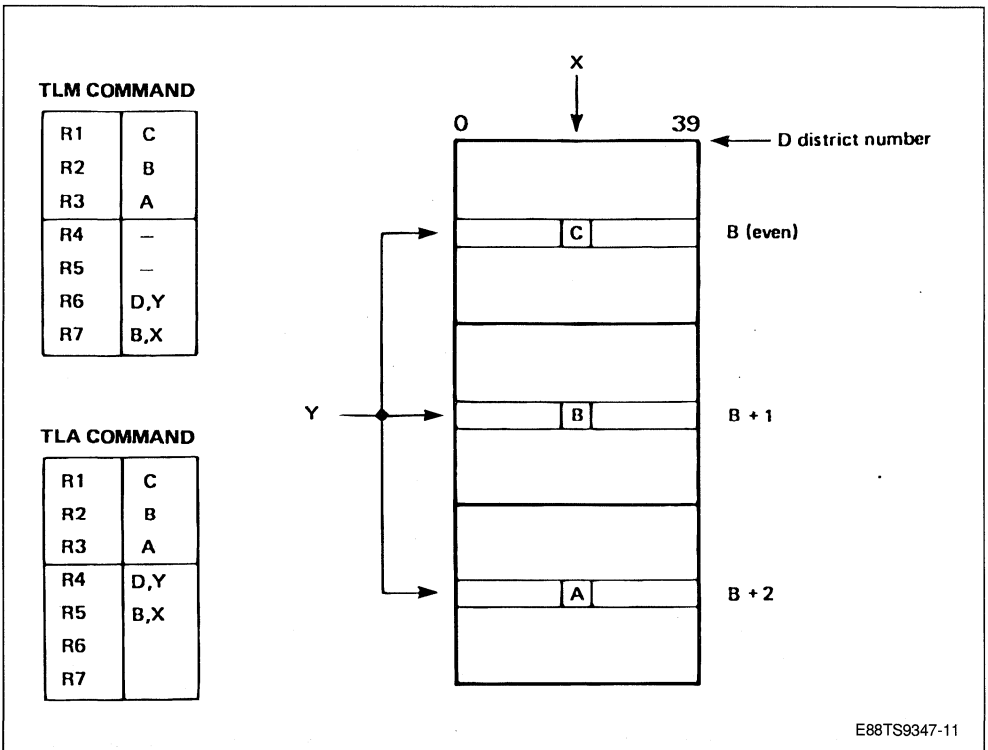 TLM COMMAND
R1 C
R2 B
R3 A
R4 –
R5 –
R6 D,Y
R7 B,X
TLA COMMAND
R1 C
R2 B
R3 A
R4 D,Y
R5 B,X
R6
R7
X
0 39
D district number
C B (even)
Y B B + 1
A B + 2
E88TS9347-11